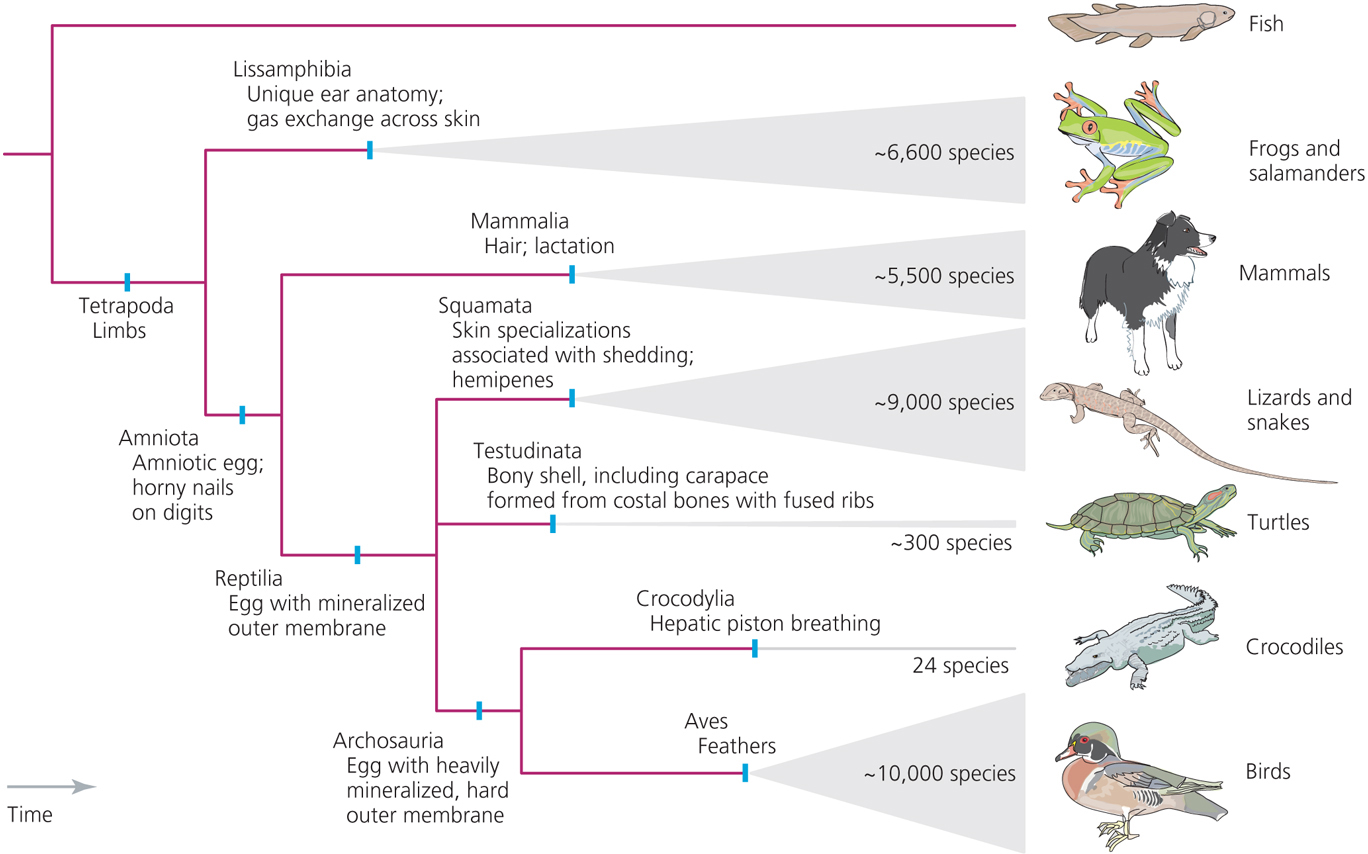 Fish
Lissamphibia
Unique ear anatomy;
gas exchange across skin
~6,600 species
Frogs and
salamanders
Mammalia
Hair; lactation
~5,500 species
Mammals
Tetrapoda
Limbs
Squamata
Skin specializations
associated with shedding;
hemipenes
~9,000 species
Lizards and
snakes
Amniota
Amniotic egg;
horny nails
on digits
Testudinata
Bony shell, including carapace
formed from costal bones with fused ribs
~300 species
Turtles
Reptilia
Egg with mineralized
outer membrane
Crocodylia
Hepatic piston breathing
24 species
Crocodiles
Archosauria
Egg with heavily
mineralized, hard
outer membrane
Aves
Feathers
~10,000 species
Birds
Time